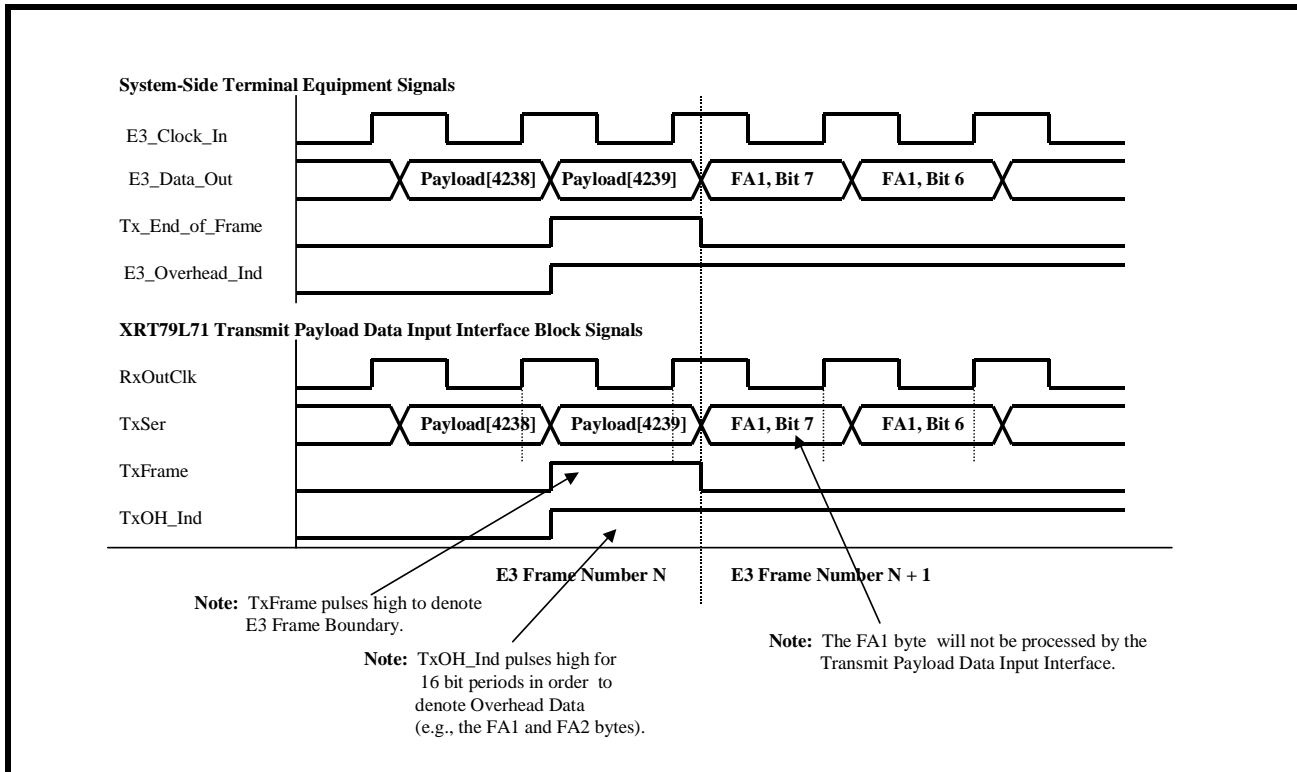 System-Side Terminal Equipment Signals
E3_Clock_In
E3_Data_Out
Payload[4238] Payload[4239] FA1, Bit 7 FA1, Bit 6
Tx_End_of_Frame
E3_Overhead_Ind
XRT79L71 Transmit Payload Data Input Interface Block Signals
RxOutClk
TxSer
Payload[4238] Payload[4239] FA1, Bit 7 FA1, Bit 6
TxFrame
TxOH_Ind
E3 Frame Number N E3 Frame Number N + 1
Note: TxFrame pulses high to denote
E3 Frame Boundary.
Note: TxOH_Ind pulses high for
16 bit periods in order to
denote Overhead Data
(e.g., the FA1 and FA2 bytes).
Note: The FA1 byte will not be processed by the
Transmit Payload Data Input Interface.